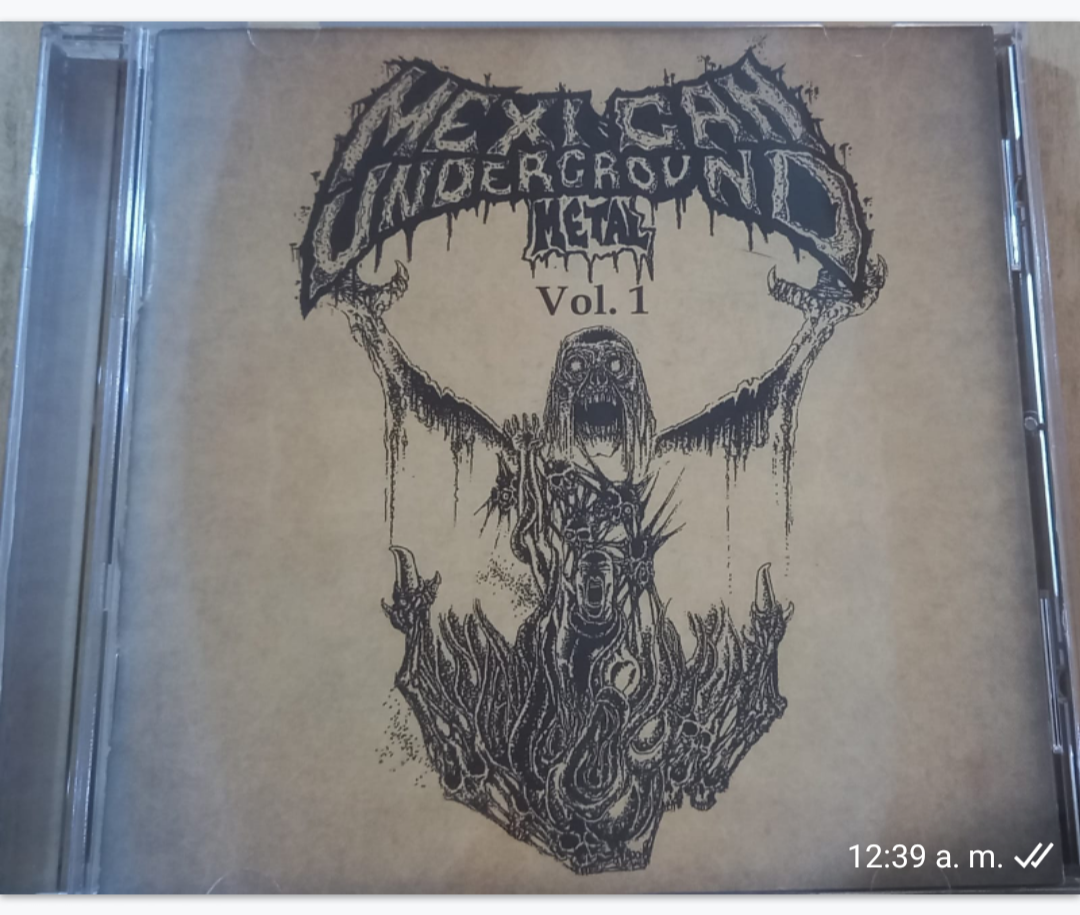 MEXICAN
UNDERGROUND
METAL
Vol. 1
12:39 a. m.